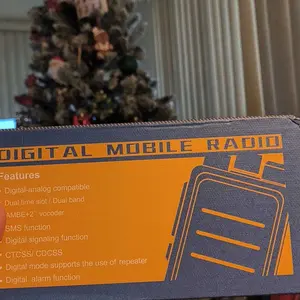 DIGITAL MOBILE RADIO
Features
• Digital analog compatible
• Dual time slot / Dual band
AMBE+2™ vocoder
SMS function
• Digital signaling function
• CTCSS/ CDCSS
• Digital mode supports the use of repeater
• Digital alarm function